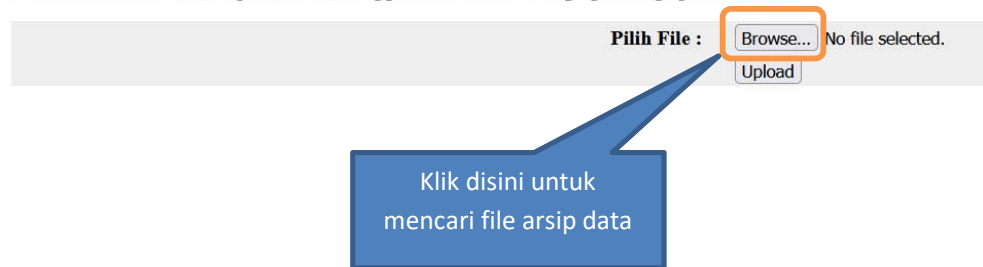 Pilih File : Browse... No file selected.
Upload
Klik disini untuk
mencari file arsip data